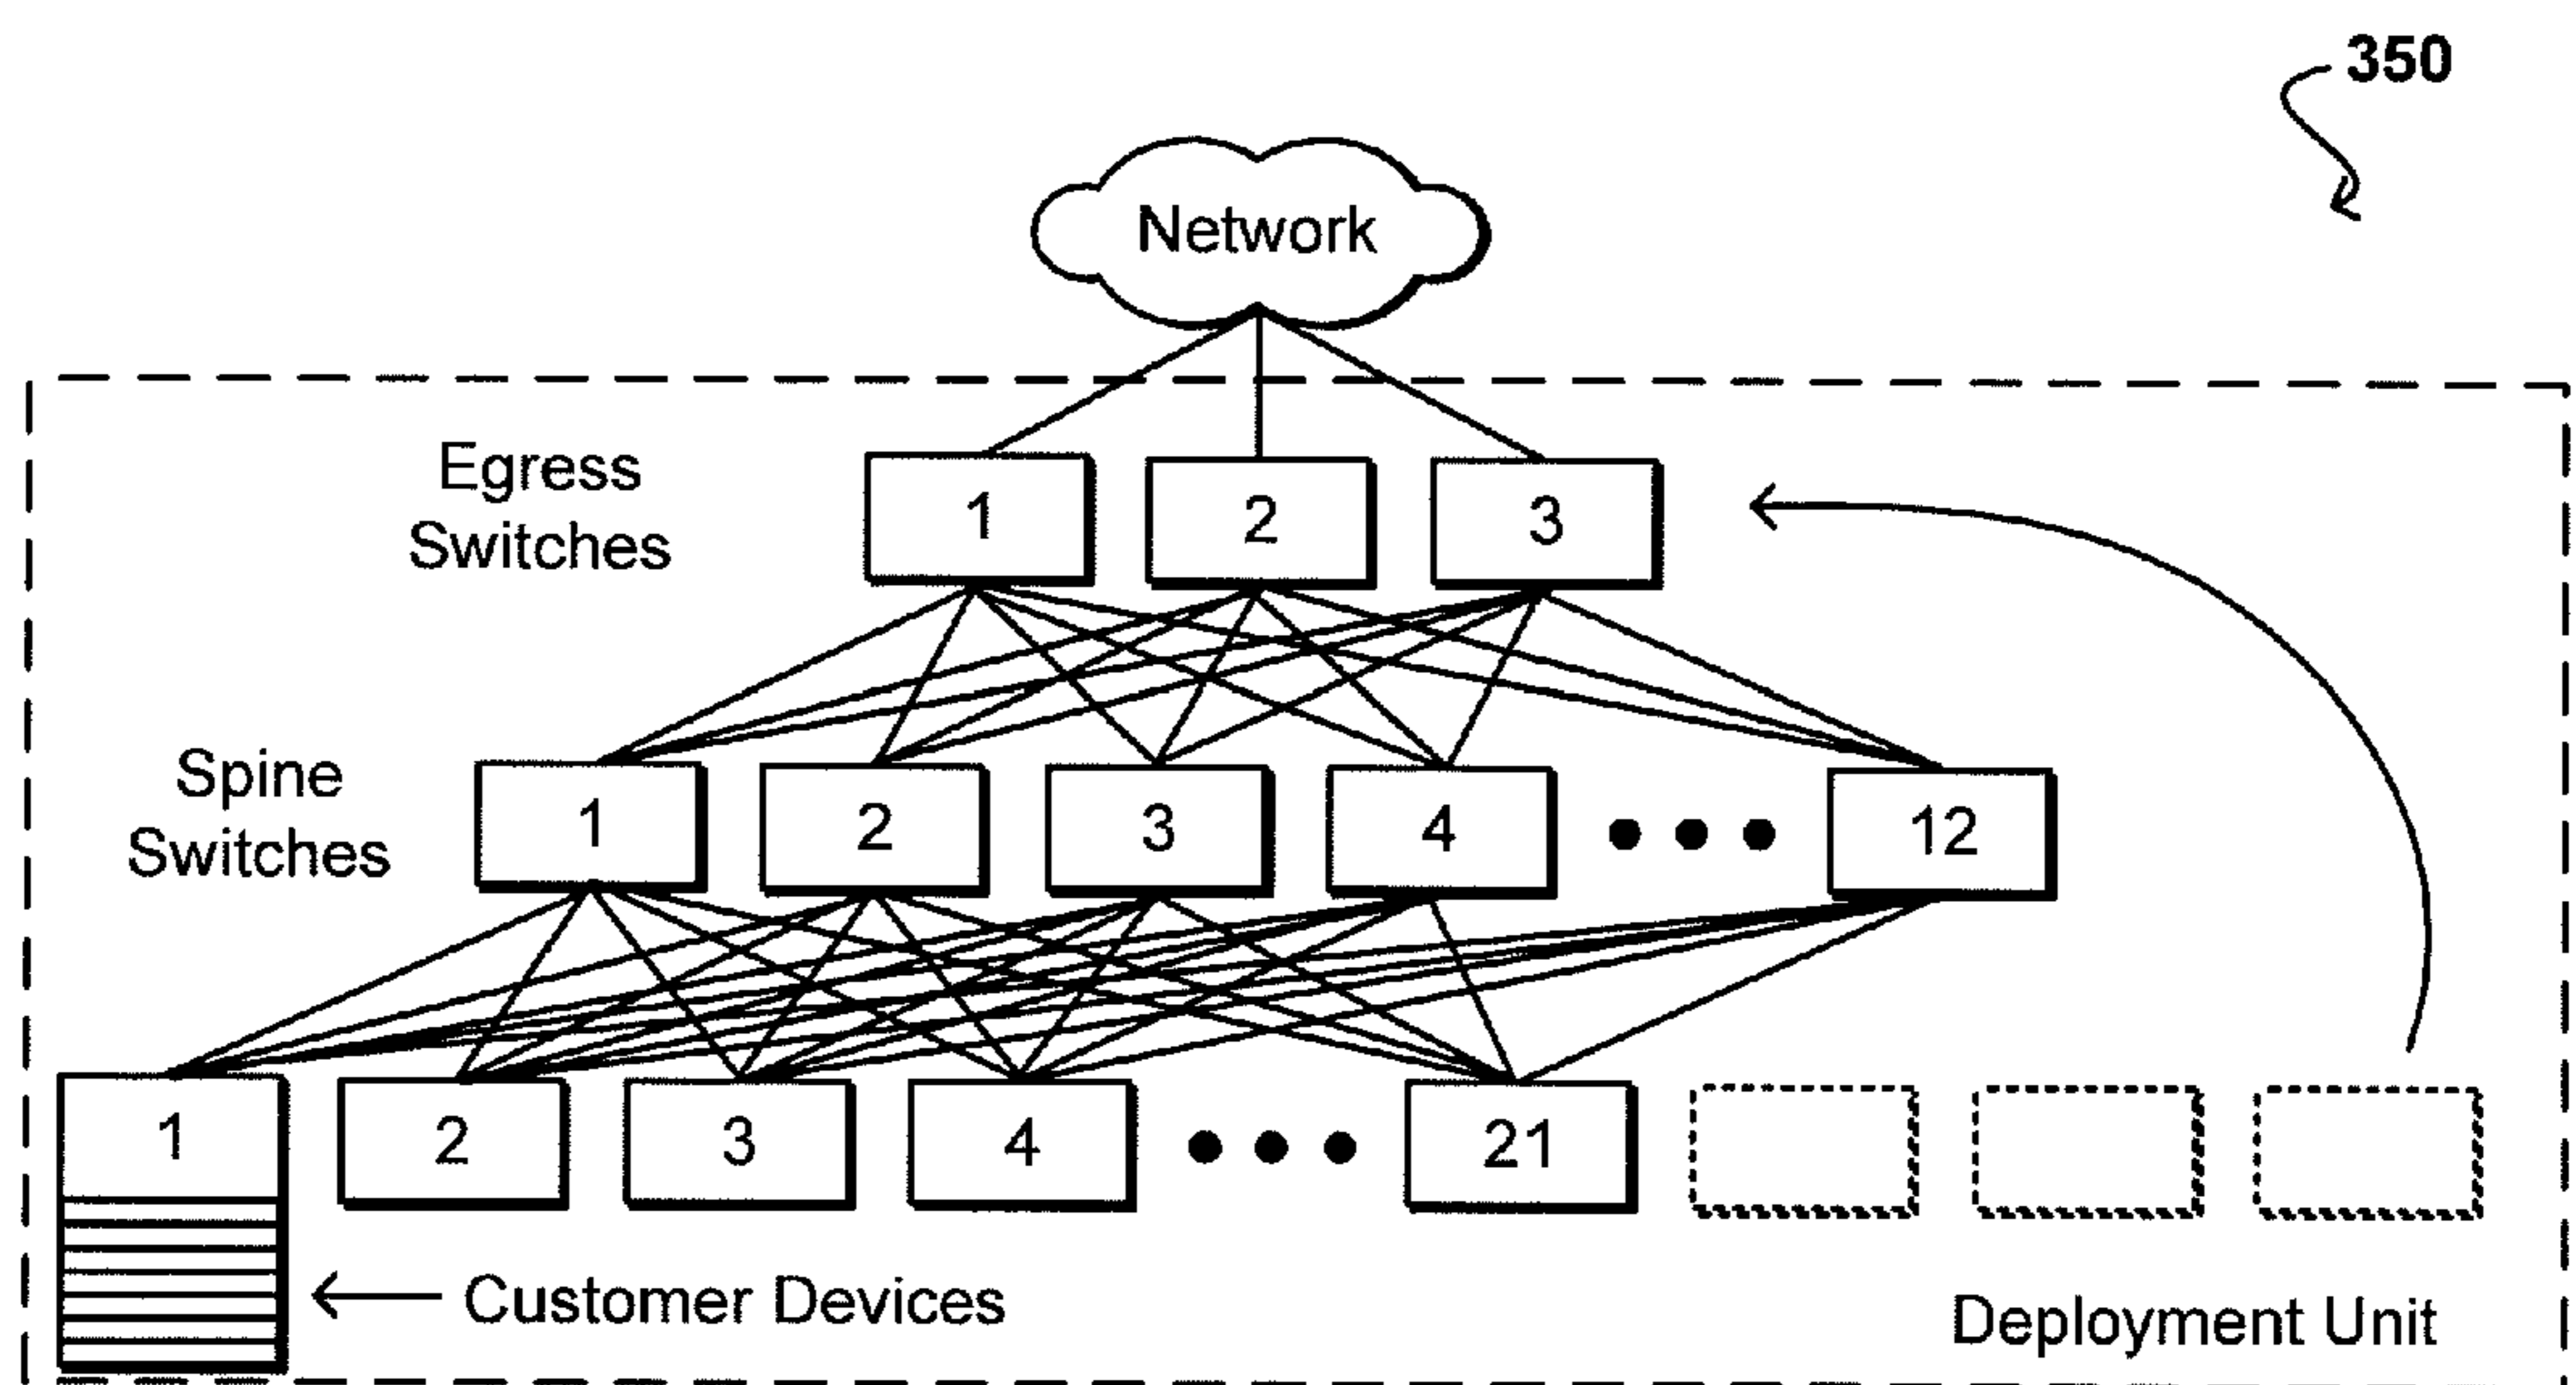 350
Network
Egress
Switches
1
2
3
Spine
Switches
1
2
3
4
12
1
2
3
4
21
Customer Devices
Deployment Unit